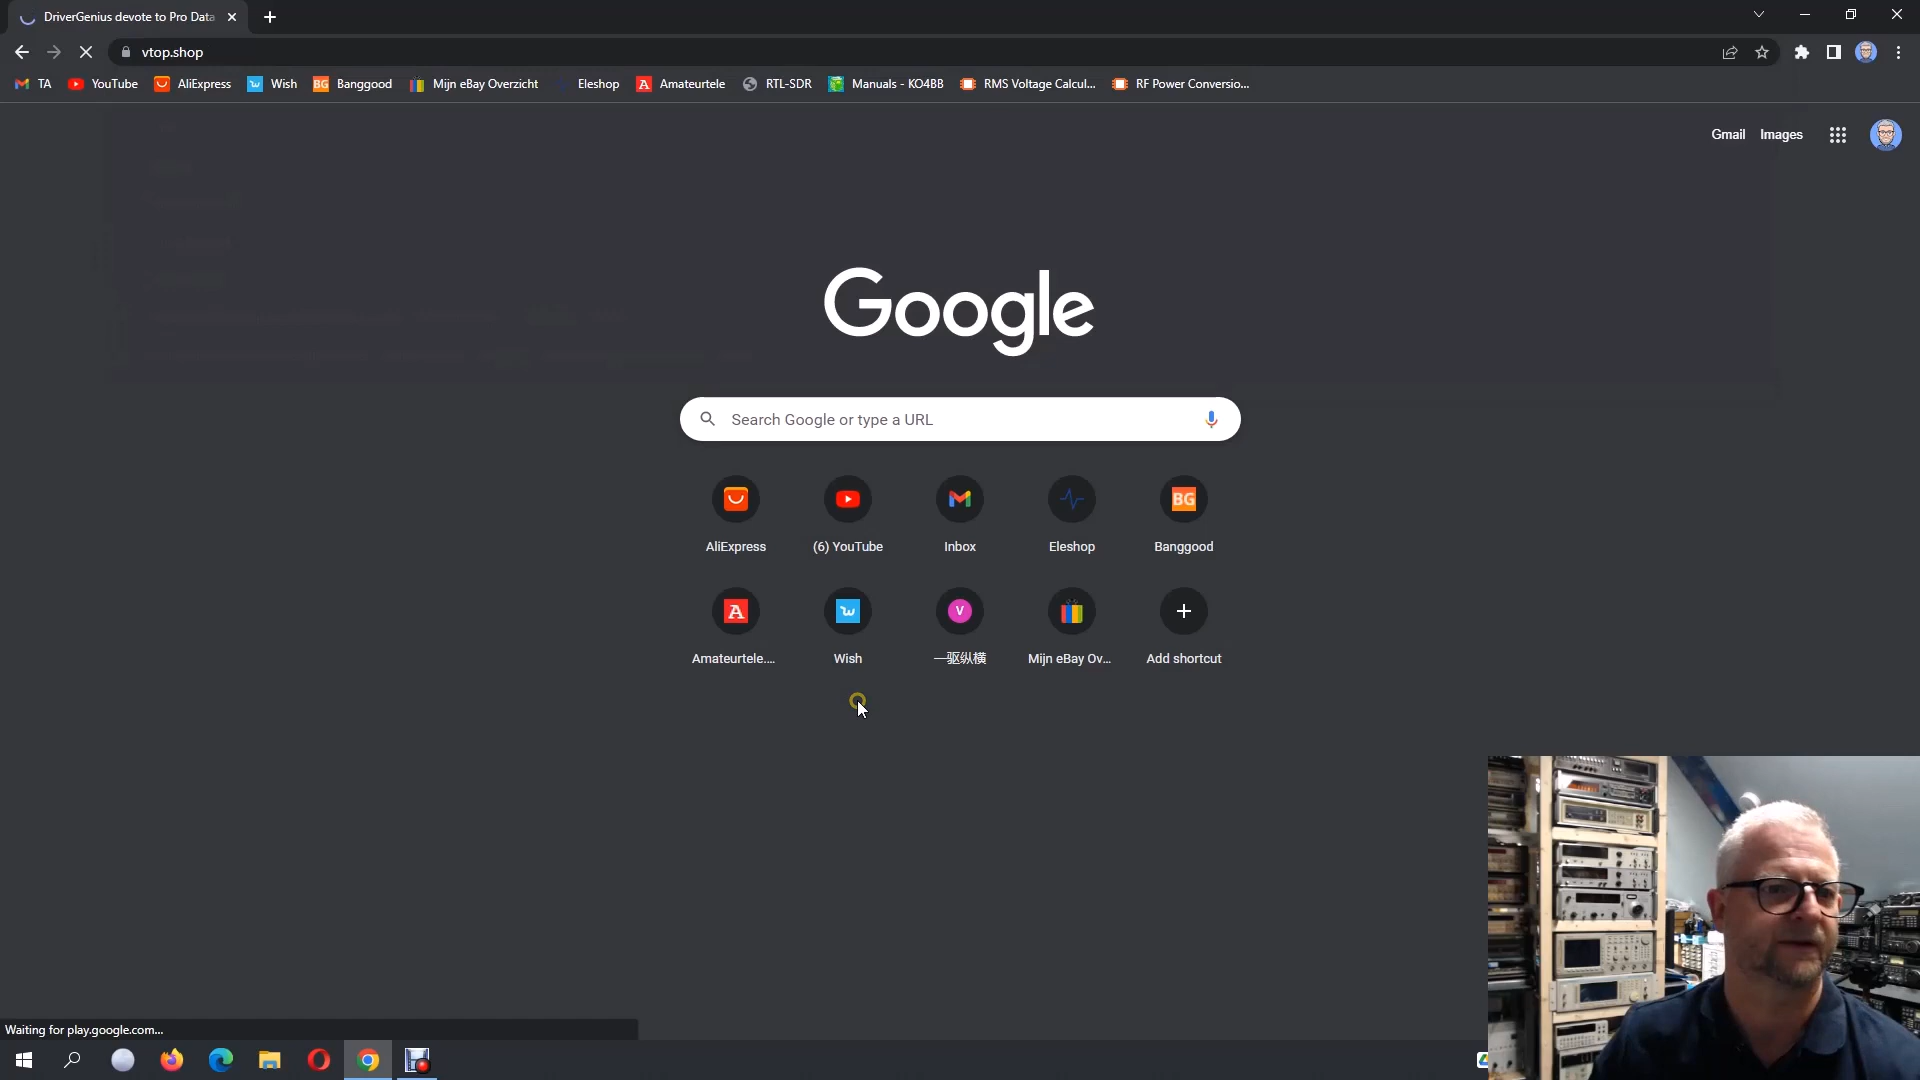 DriverGenius devote to Pro Data
vtop.shop
TA
YouTube
AliExpress
Wish
BG
Banggood
Mijn eBay Overzicht
Eleshop
A
Amateurtele
RTL-SDR
Manuals - KO4BB
RMS Voltage Calcul...
RF Power Conversio...
Gmail
Images
Google
Search Google or type a URL
BG
AliExpress
(6) YouTube
Inbox
Eleshop
Banggood
A
w
V
Amateurtele....
Wish
一驱纵横
Mijn eBay Ov...
Add shortcut
Waiting for play.google.com...